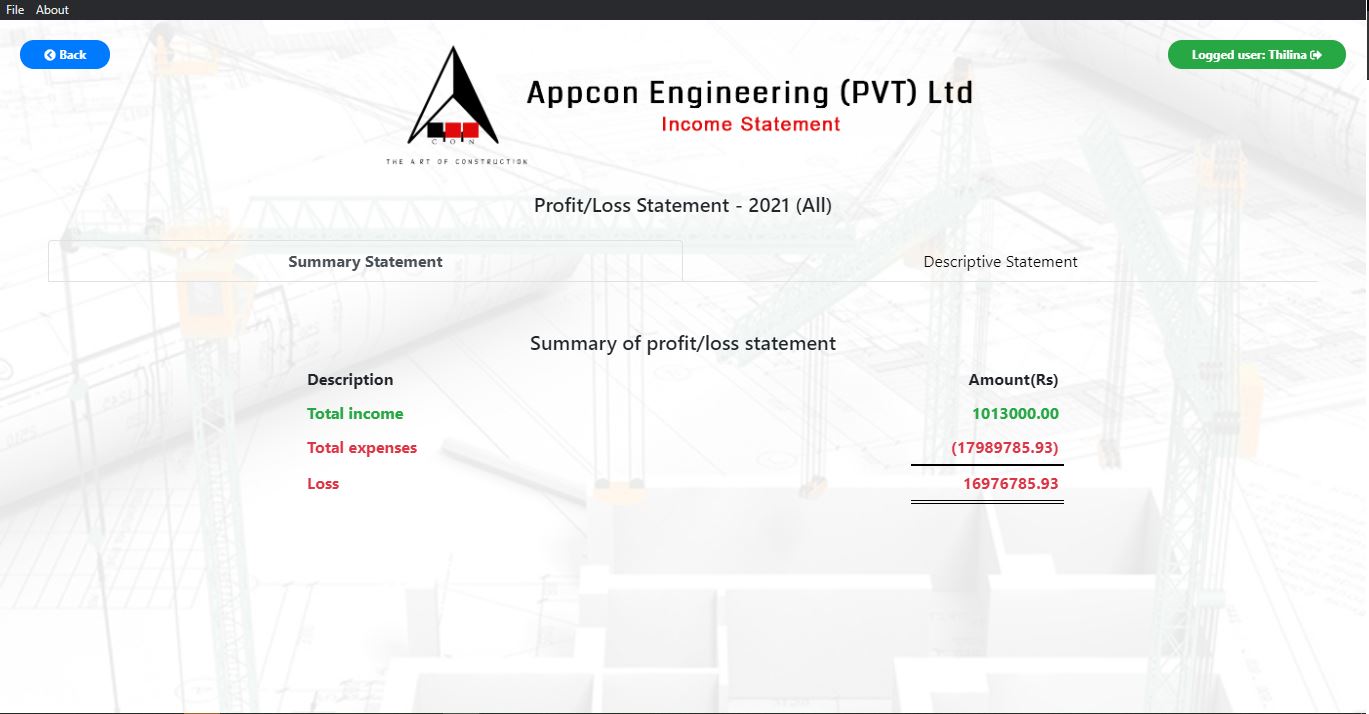 File About
Back
Logged user: Thilina
Appcon Engineering (PVT) Ltd
Income Statement
CON
THE ART OF CONSTRUCTION
Profit/Loss Statement - 2021 (All)
Summary Statement
Descriptive Statement
Summary of profit/loss statement
Description Amount(Rs)
Total income 1013000.00
Total expenses (17989785.93)
Loss 16976785.93